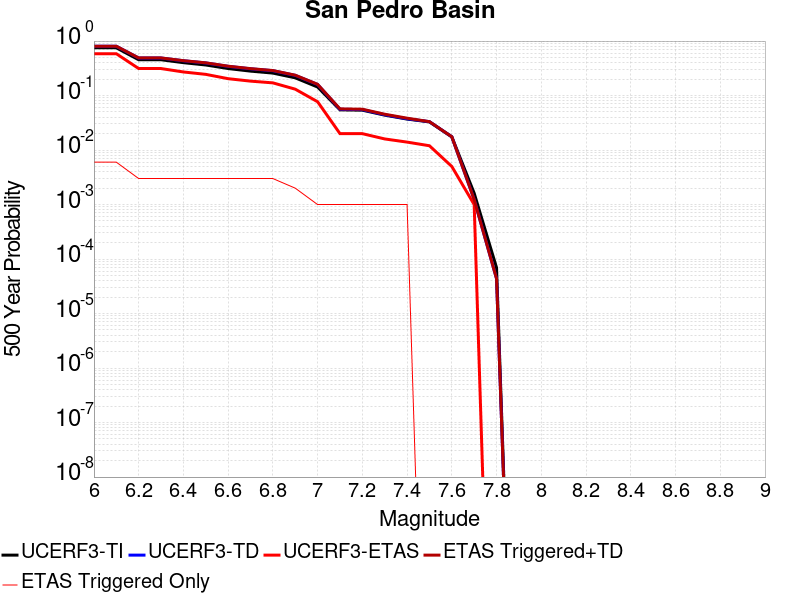 San Pedro Basin
10^0
10^-1
10^-2
10^-3
10^-4
10^-5
10^-6
10^-7
10^-8
500 Year Probability
6 6.2 6.4 6.6 6.8 7 7.2 7.4 7.6 7.8 8 8.2 8.4 8.6 8.8 9
Magnitude
UCERF3-TI UCERF3-TD UCERF3-ETAS ETAS Triggered+TD
ETAS Triggered Only